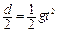 d/2 = 1/2 gt²